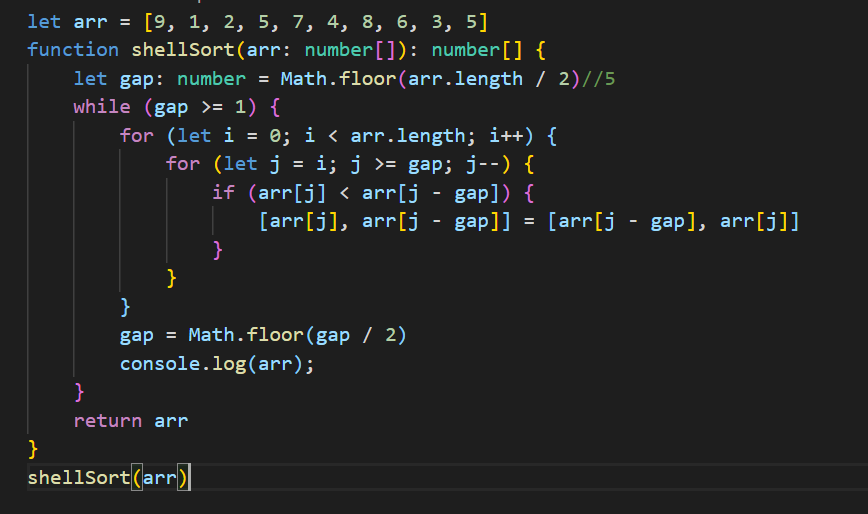 let arr = [9, 1, 2, 5, 7, 4, 8, 6, 3, 5]
function shellSort(arr: number[]): number[] {
    let gap: number = Math.floor(arr.length / 2)//5
    while (gap >= 1) {
        for (let i = 0; i < arr.length; i++) {
            for (let j = i; j >= gap; j--) {
                if (arr[j] < arr[j - gap]) {
                    [arr[j], arr[j - gap]] = [arr[j - gap], arr[j]]
                }
            }
        }
        gap = Math.floor(gap / 2)
        console.log(arr);
    }
    return arr
}
shellSort(arr)